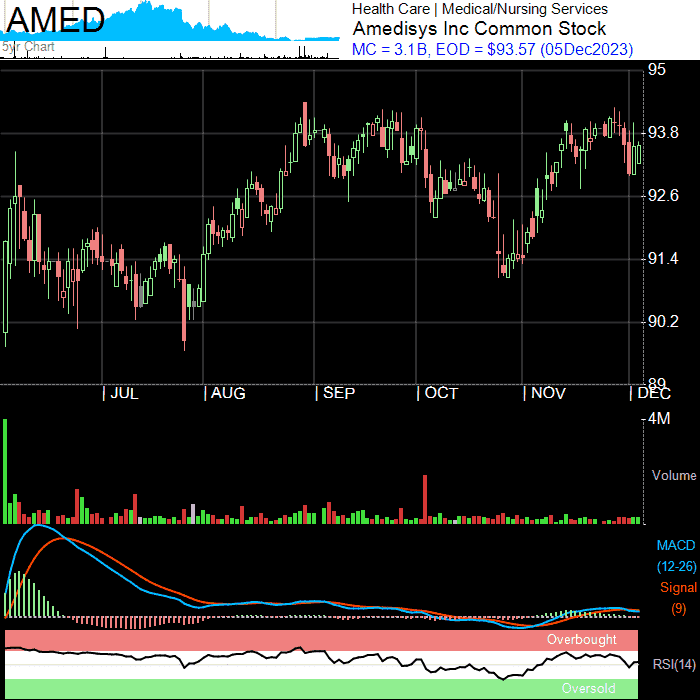 AMED
5yr Chart
Health Care | Medical/Nursing Services
Amedisys Inc Common Stock
MC = 3.1B, EOD = $93.57 (05Dec2023)
95
93.8
92.6
91.4
90.2
89
JUL
AUG
SEP
OCT
NOV
DEC
4M
Volume
MACD
(12-26)
Signal
(9)
Overbought
RSI(14)
Oversold